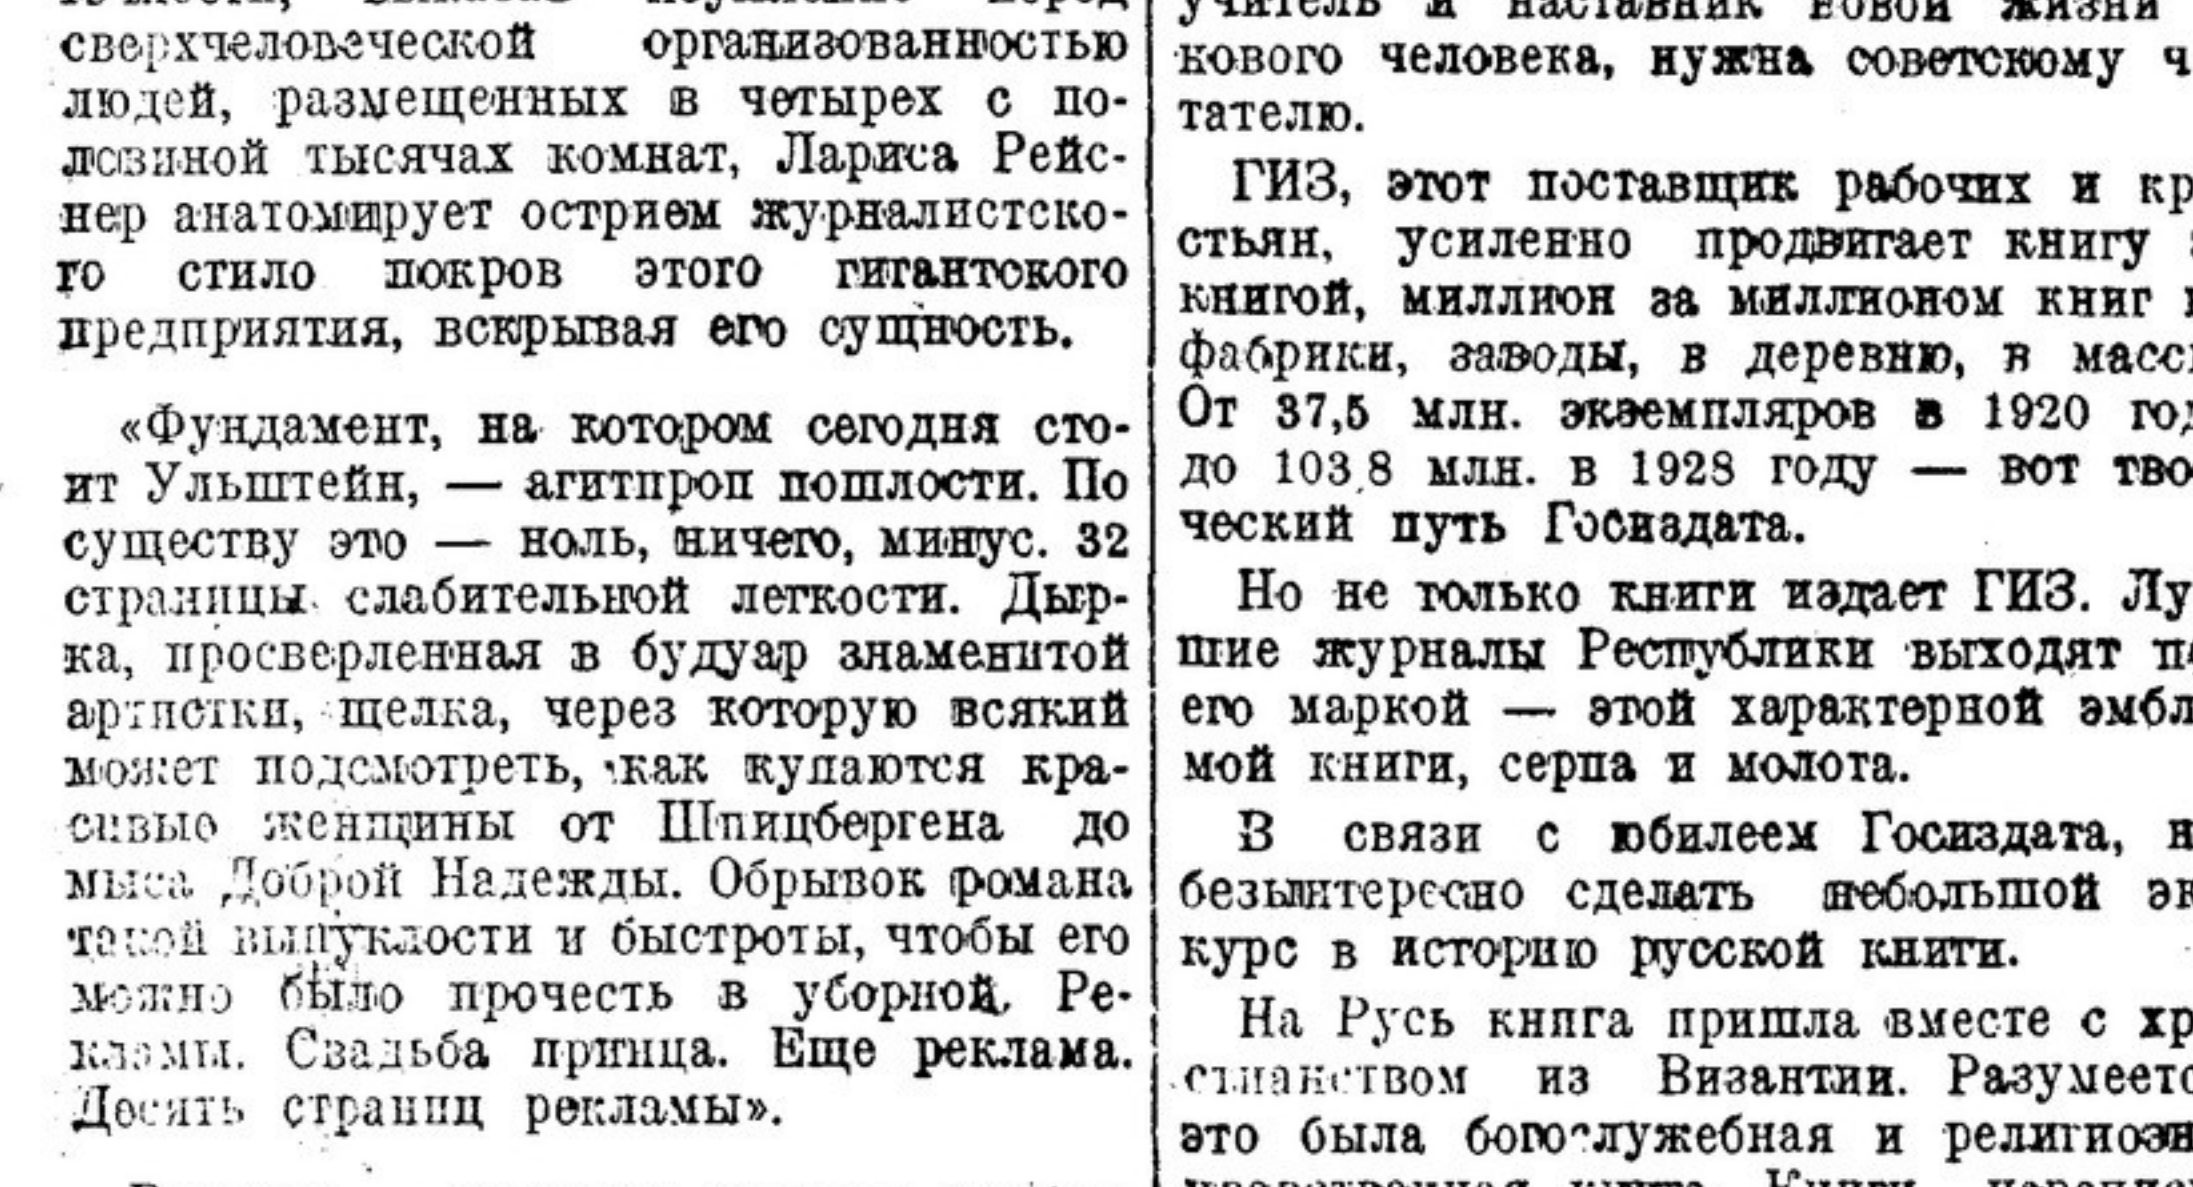 сверхчеловеческой организованностью
людей, размещенных в четырех с по-
ловиной тысячах комнат, Лариса Рейс-
нер анатомирует острием журналистско-
го стило покров этого гигантского
предприятия, вскрывая его сущность.
«Фундамент, на котором сегодня сто-
ит Ульштейн, — агитпроп пошлости. По
существу это — ноль, ничего, минус. 32
страницы слабительной легкости. Дыр-
ка, просверленная в будуар знаменитой
артистки, щелка, через которую всякий
может подсмотреть, как купаются кра-
сивые женщины от Шпицбергена до
мыса Доброй Надежды. Обрывок романа
такой выпуклости и быстроты, чтобы его
можно было прочесть в уборной. Ре-
кламы. Свадьба принца. Еще реклама.
Десять страниц рекламы».
учитель и наставник новой жизни
нового человека, нужна советскому ч
тателю.
ГИЗ, этот поставщик рабочих и кр
стьян, усиленно продвигает книгу
книгой, миллион за миллионом книг
фабрики, заводы, в деревню, в масс
От 37,5 млн. экземпляров в 1920 год
до 103,8 млн. в 1928 году — вот тво
ческий путь Госиздата.
Но не только книги издает ГИЗ. Лу
шие журналы Республики выходят п
его маркой — этой характерной эмбл
мой книги, серпа и молота.
В связи с юбилеем Госиздата, н
безынтересно сделать небольшой эк
курс в историю русской книги.
На Русь книга пришла вместе с хр
стианством из Византии. Разумеетс
это была богослужебная и религиозн